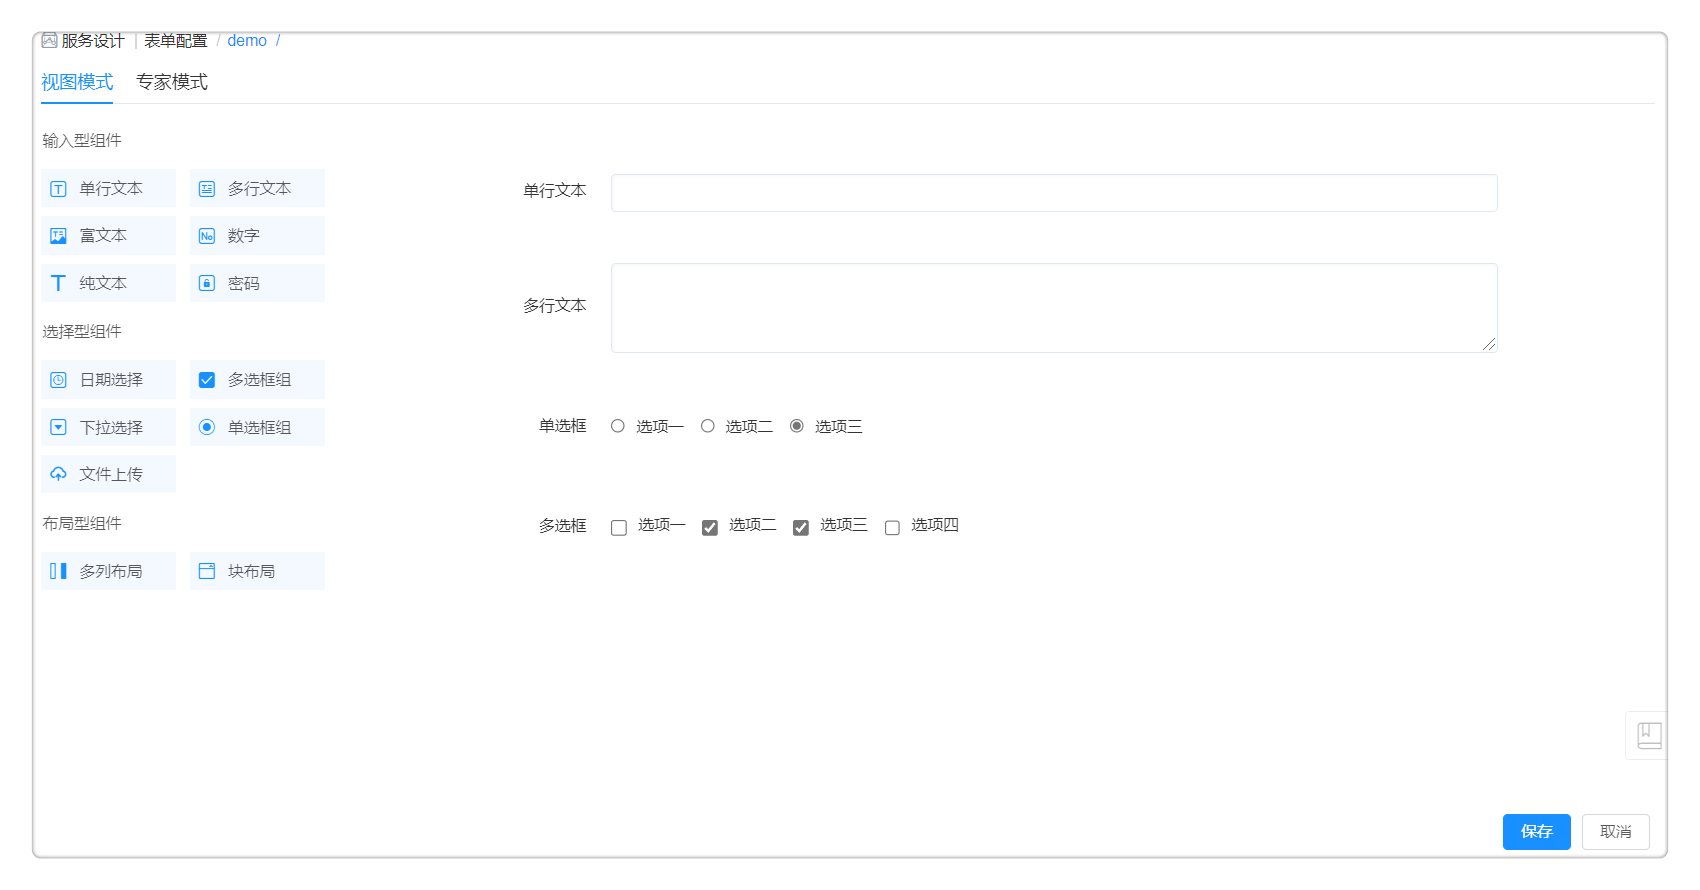 服务设计 | 表单配置 / demo /
视图模式 专家模式
输入型组件
单行文本 多行文本
富文本 数字
纯文本 密码
选择型组件
日期选择 多选框组
下拉选择 单选框组
文件上传
布局型组件
多列布局 块布局
单行文本
多行文本
单选框 选项一 选项二 选项三
多选框 选项一 选项二 选项三 选项四
保存 取消